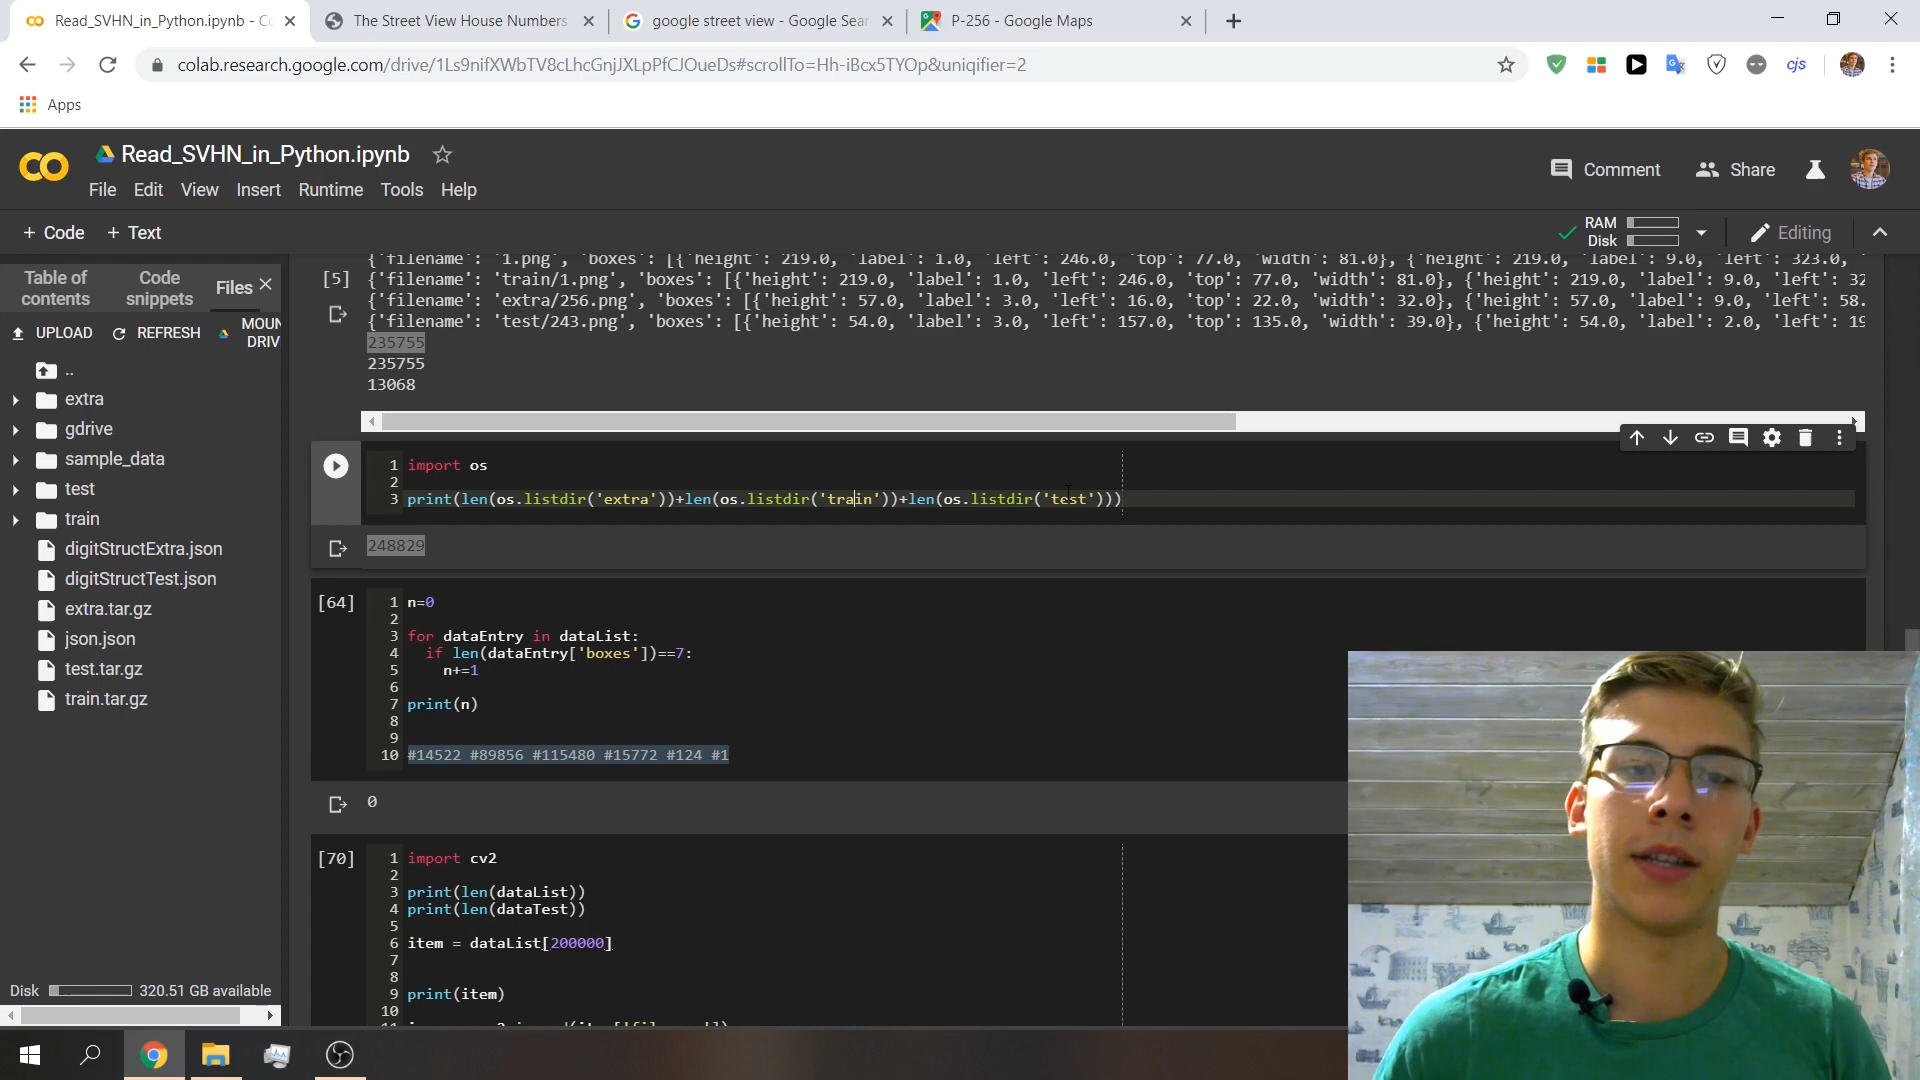 Read_SVHN_in_Python.ipynb - Co
The Street View House Numbers
google street view - Google Sear
P-256 - Google Maps
colab.research.google.com/drive/1Ls9nifXWbTV8cLhcGnjJXLpPfCJOueDs#scrollTo=Hh-iBcx5TYOp&uniqifier=2
cjs
Apps
Read_SVHN_in_Python.ipynb
File Edit View Insert Runtime Tools Help
Comment
Share
+ Code + Text
RAM
Disk
Editing
Table of contents
Code snippets
Files
UPLOAD
REFRESH
MOUN
DRIV
..
extra
gdrive
sample_data
test
train
digitStructExtra.json
digitStructTest.json
extra.tar.gz
json.json
test.tar.gz
train.tar.gz
Disk 320.51 GB available
{'filename': '1.png', 'boxes': [{'height': 219.0, 'label': 1.0, 'left': 246.0, 'top': 77.0, 'width': 81.0}, {'height': 219.0, 'label': 9.0, 'left': 323.0,
[5] {'filename': 'train/1.png', 'boxes': [{'height': 219.0, 'label': 1.0, 'left': 246.0, 'top': 77.0, 'width': 81.0}, {'height': 219.0, 'label': 9.0, 'left': 32
{'filename': 'extra/256.png', 'boxes': [{'height': 57.0, 'label': 3.0, 'left': 16.0, 'top': 22.0, 'width': 32.0}, {'height': 57.0, 'label': 9.0, 'left': 58.
{'filename': 'test/243.png', 'boxes': [{'height': 54.0, 'label': 3.0, 'left': 157.0, 'top': 135.0, 'width': 39.0}, {'height': 54.0, 'label': 2.0, 'left': 19
235755
235755
13068
1 import os
2
3 print(len(os.listdir('extra'))+len(os.listdir('train'))+len(os.listdir('test')))
248829
[64] 1 n=0
2
3 for dataEntry in dataList:
4 if len(dataEntry['boxes'])==7:
5 n+=1
6
7 print(n)
8
9
10 #14522 #89856 #115480 #15772 #124 #1
0
[70] 1 import cv2
2
3 print(len(dataList))
4 print(len(dataTest))
5
6 item = dataList[200000]
7
8
9 print(item)
10